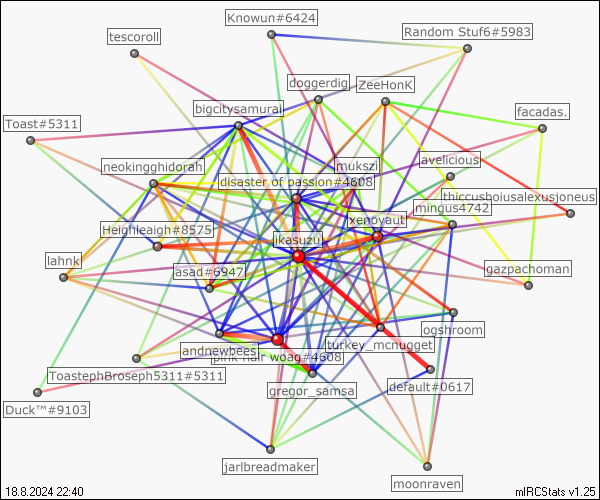 Knowun#6424
tescoroll
Random Stuf6#5983
doggerdig
ZeeHonK
bigcitysamurai
facadas.
Toast#5311
avelicious
mukszi
neokingghidorah
disaster of passion#4608
thiccushoiusalexusjoneus
mingus4742
xenoyaut
Heighleaigh#8575
jkasuzu
lahnk
asad#6947
gazpachoman
ogshroom
turkey_mcnugget
andnewbees
pink hair woag#4608
ToastephBroseph5311#5311
default#0617
gregor_samsa
Duck™#9103
jarlbreadmaker
moonraven
18.8.2024 22:40
mIRCStats v1.25